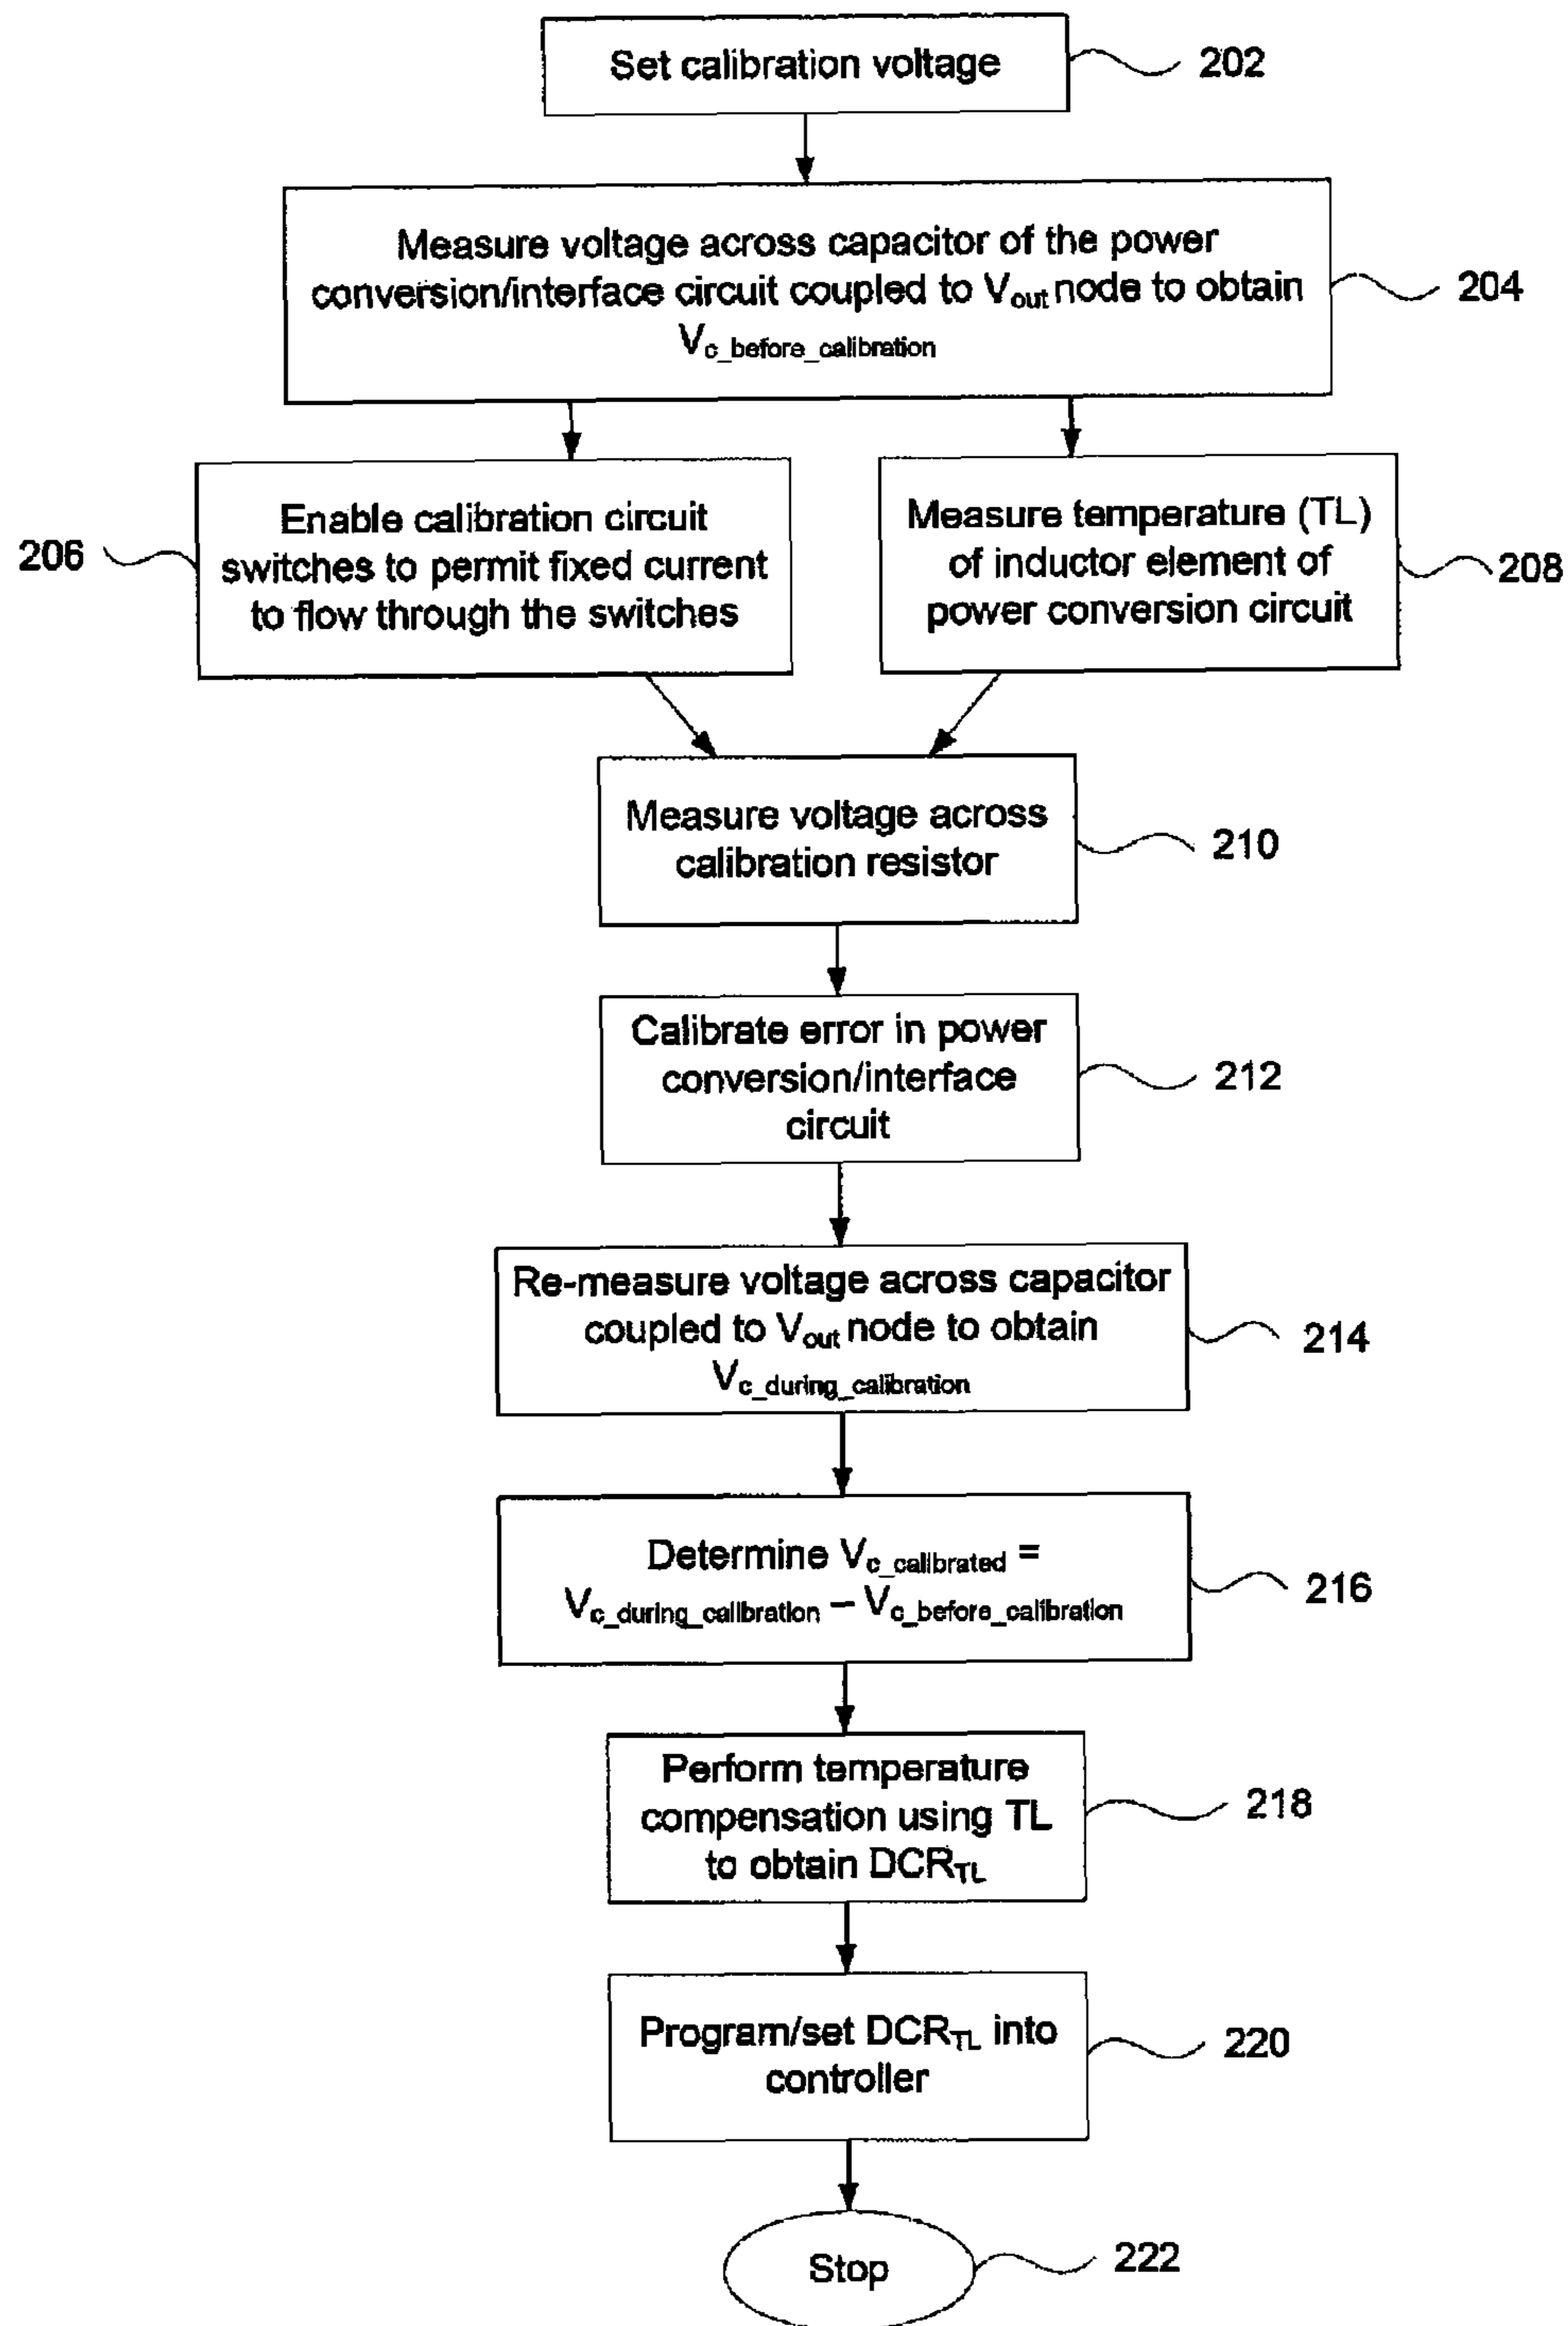 Set calibration voltage
202
Measure voltage across capacitor of the power
conversion/interface circuit coupled to Vout node to obtain
Vc_before_calibration
204
Enable calibration circuit
switches to permit fixed current
to flow through the switches
206
Measure temperature (TL)
of inductor element of
power conversion circuit
208
Measure voltage across
calibration resistor
210
Calibrate error in power
conversion/interface
circuit
212
Re-measure voltage across capacitor
coupled to Vout node to obtain
Vc_during_calibration
214
Determine Vc_calibrated =
Vc_during_calibration – Vc_before_calibration
216
Perform temperature
compensation using TL
to obtain DCRTL
218
Program/set DCRTL into
controller
220
Stop
222